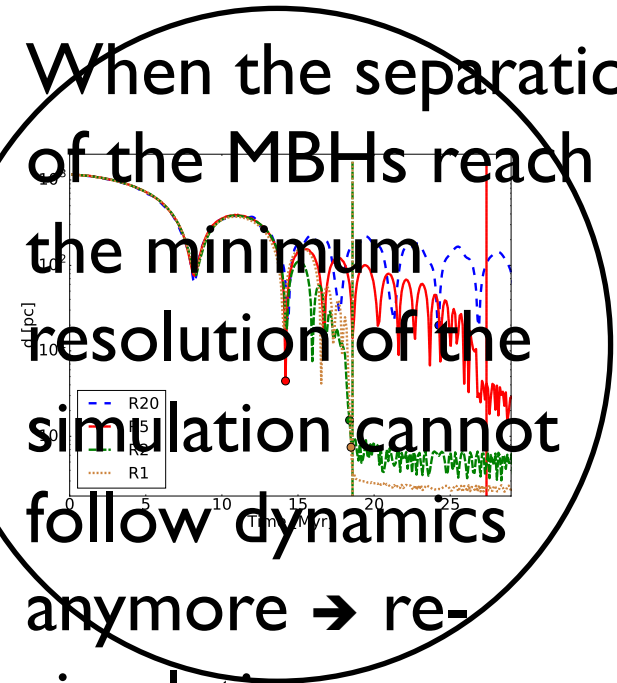 When the separatio
of the MBHs reach
the minimum
resolution of the
simulation cannot
follow dynamics
anymore → re-
10²
d [pc]
R20
R5
R2
R1
0 5 10 15 20 25
Time [Myr]